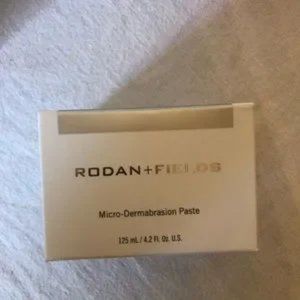 RODAN+FIELDS
Micro-Dermabrasion Paste
125 mL / 4.2 Fl. Oz. U.S.